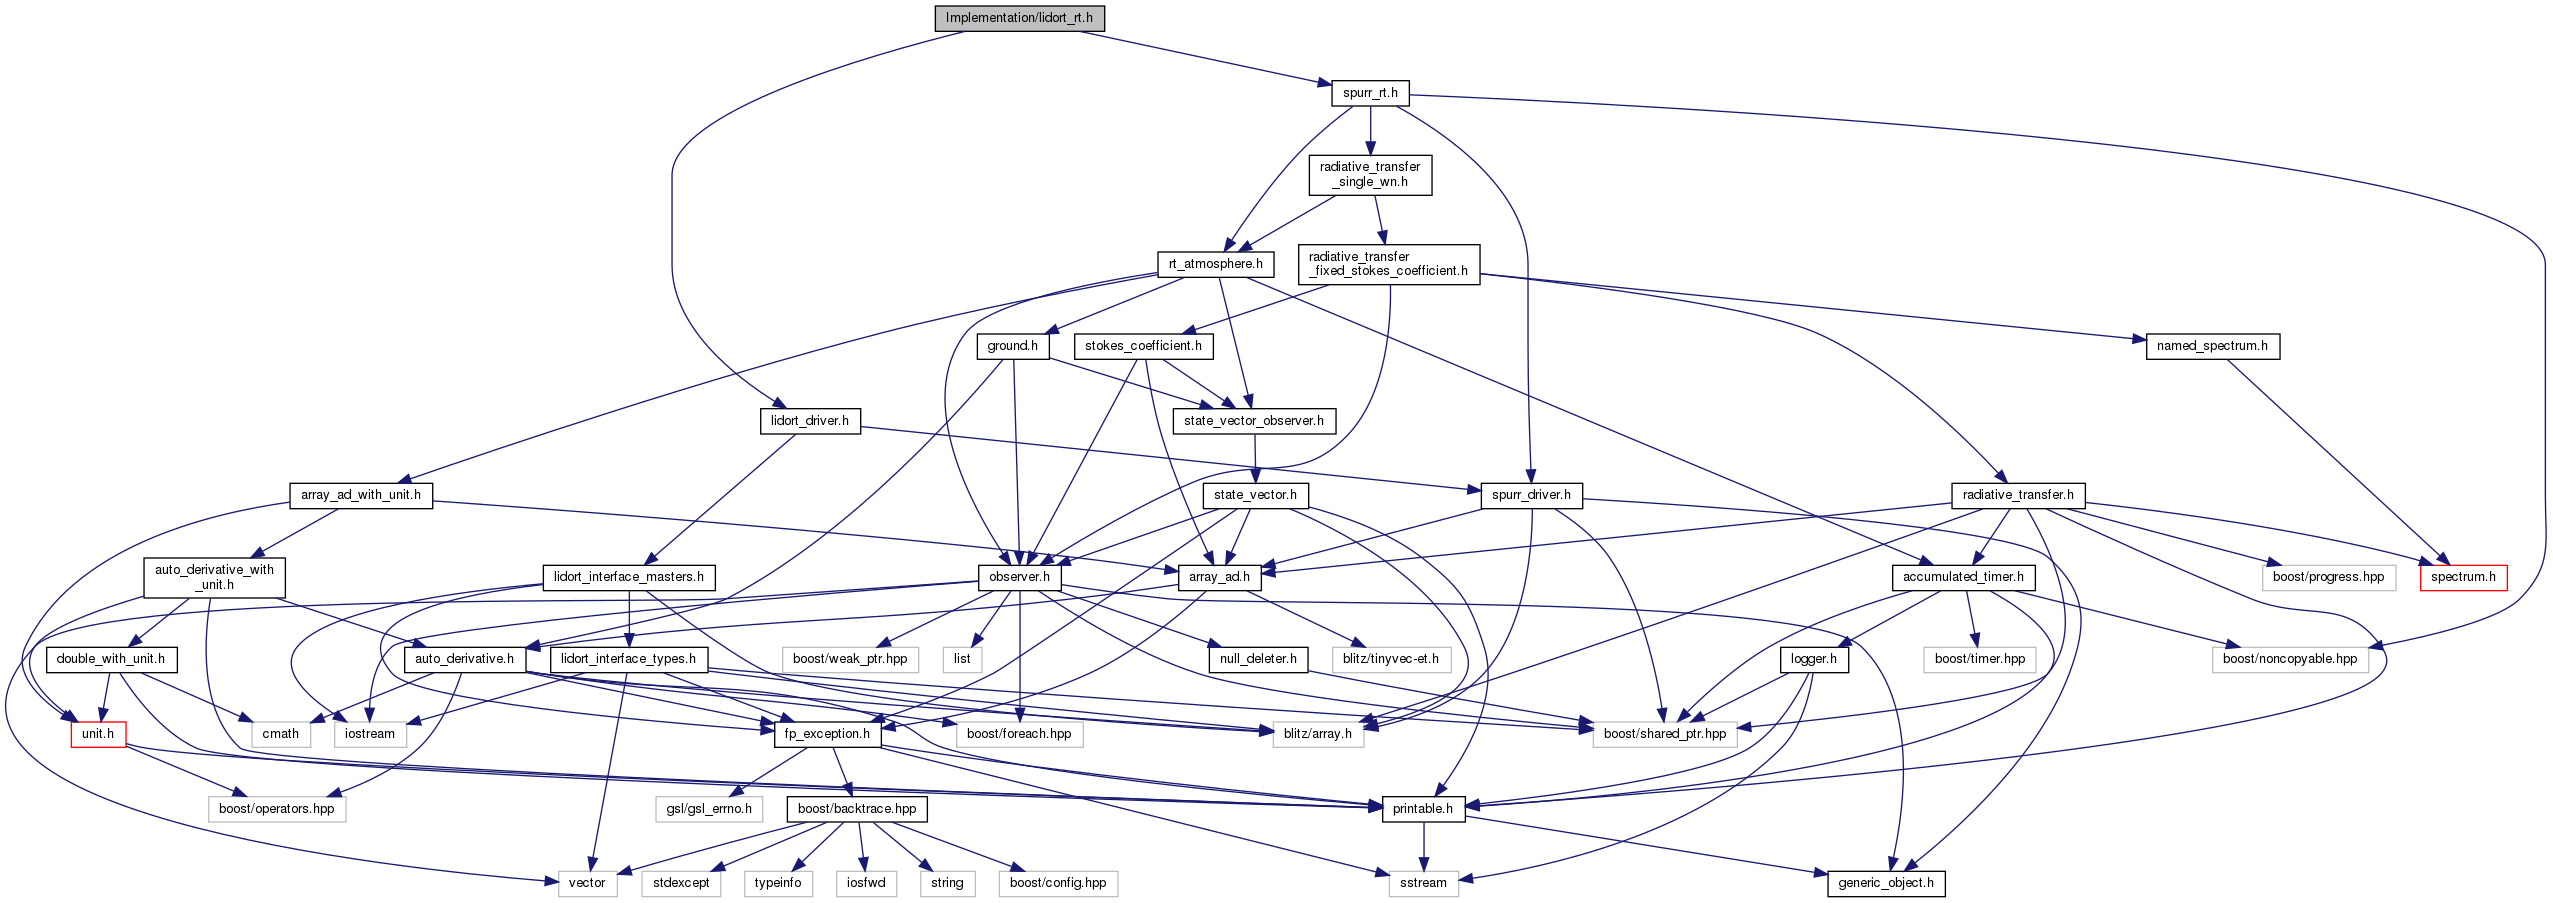 Implementation/lidort_rt.h
spurr_rt.h
radiative_transfer
_single_wn.h
rt_atmosphere.h
radiative_transfer
_fixed_stokes_coefficient.h
ground.h
stokes_coefficient.h
named_spectrum.h
lidort_driver.h
state_vector_observer.h
array_ad_with_unit.h
state_vector.h
spurr_driver.h
radiative_transfer.h
auto_derivative_with
_unit.h
lidort_interface_masters.h
observer.h
array_ad.h
accumulated_timer.h
boost/progress.hpp
spectrum.h
double_with_unit.h
auto_derivative.h
lidort_interface_types.h
boost/weak_ptr.hpp
list
null_deleter.h
blitz/tinyvec-et.h
logger.h
boost/timer.hpp
boost/noncopyable.hpp
unit.h
cmath
iostream
fp_exception.h
boost/foreach.hpp
blitz/array.h
boost/shared_ptr.hpp
boost/operators.hpp
gsl/gsl_errno.h
boost/backtrace.hpp
printable.h
vector
stdexcept
typeinfo
iosfwd
string
boost/config.hpp
sstream
generic_object.h